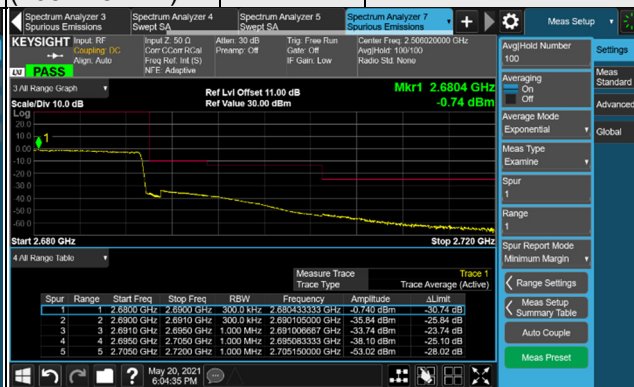 Spectrum Analyzer 3
Spurious Emissions
Spectrum Analyzer 4
Swept SA
Spectrum Analyzer 5
Swept SA
Spectrum Analyzer 7
Spurious Emissions
Meas Setup
KEYSIGHT
Input: RF
Coupling: DC
Align: Auto
Input Z: 50 Ω
Corr CCorr RCal
Freq Ref: Int (S)
NFE: Adaptive
Atten: 30 dB
Preamp: Off
Trig: Free Run
Gate: Off
IF Gain: Low
Center Freq: 2.506020000 GHz
Avg|Hold: 100/100
Radio Std: None
LXI PASS
3 All Range Graph
Scale/Div 10.0 dB
Ref Lvl Offset 11.00 dB
Ref Value 30.00 dBm
Mkr1 2.6804 GHz
-0.74 dBm
Log
20.0
10.0
0.00
-10.0
-20.0
-30.0
-40.0
-50.0
-60.0
1
Start 2.680 GHz
Stop 2.720 GHz
4 All Range Table
Measure Trace Trace 1
Trace Type Trace Average (Active)
Spur Range Start Freq Stop Freq RBW Frequency Amplitude ΔLimit
1 1 2.6800 GHz 2.6900 GHz 300.0 kHz 2.680433333 GHz -0.740 dBm -30.74 dB
2 2 2.6900 GHz 2.6910 GHz 300.0 kHz 2.690105000 GHz -35.84 dBm -25.84 dB
3 3 2.6910 GHz 2.6950 GHz 1.000 MHz 2.691006667 GHz -33.74 dBm -23.74 dB
4 4 2.6950 GHz 2.7050 GHz 1.000 MHz 2.695083333 GHz -38.10 dBm -25.10 dB
5 5 2.7050 GHz 2.7200 GHz 1.000 MHz 2.705150000 GHz -53.02 dBm -28.02 dB
May 20, 2021
6:04:35 PM
Avg|Hold Number
100
Averaging
On
Off
Average Mode
Exponential
Meas Type
Examine
Spur
1
Range
1
Spur Report Mode
Minimum Margin
Range Settings
Meas Setup
Summary Table
Auto Couple
Meas Preset
Settings
Meas
Standard
Advanced
Global